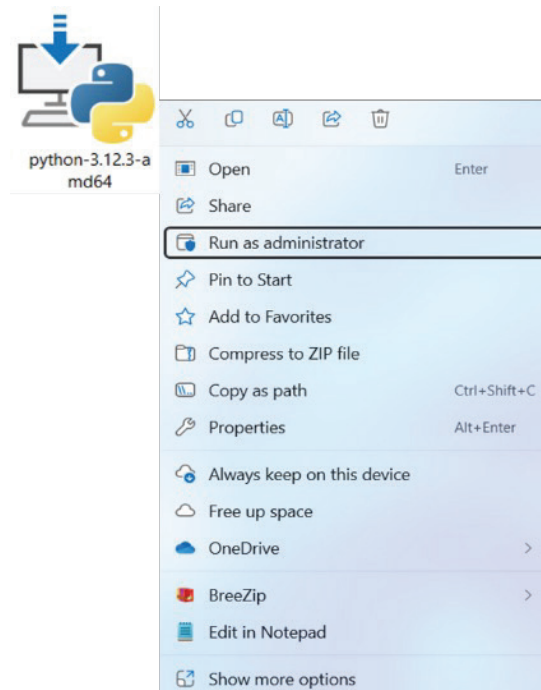 python-3.12.3-a
md64
Open Enter
Share
Run as administrator
Pin to Start
Add to Favorites
Compress to ZIP file
Copy as path Ctrl+Shift+C
Properties Alt+Enter
Always keep on this device
Free up space
OneDrive
BreeZip
Edit in Notepad
Show more options